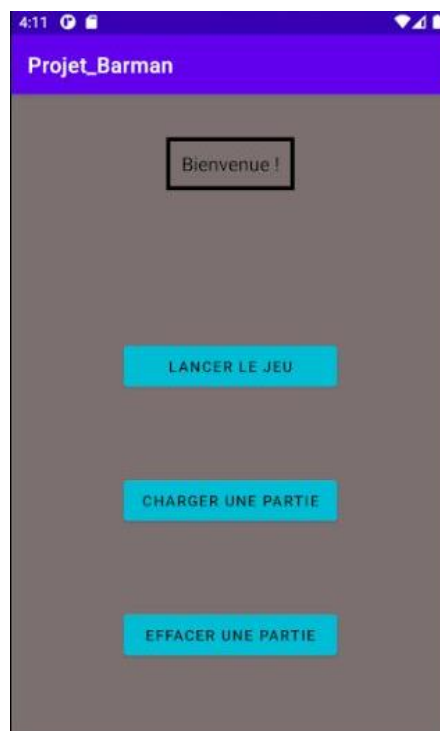 4:11
Projet_Barman
Bienvenue !
LANCER LE JEU
CHARGER UNE PARTIE
EFFACER UNE PARTIE